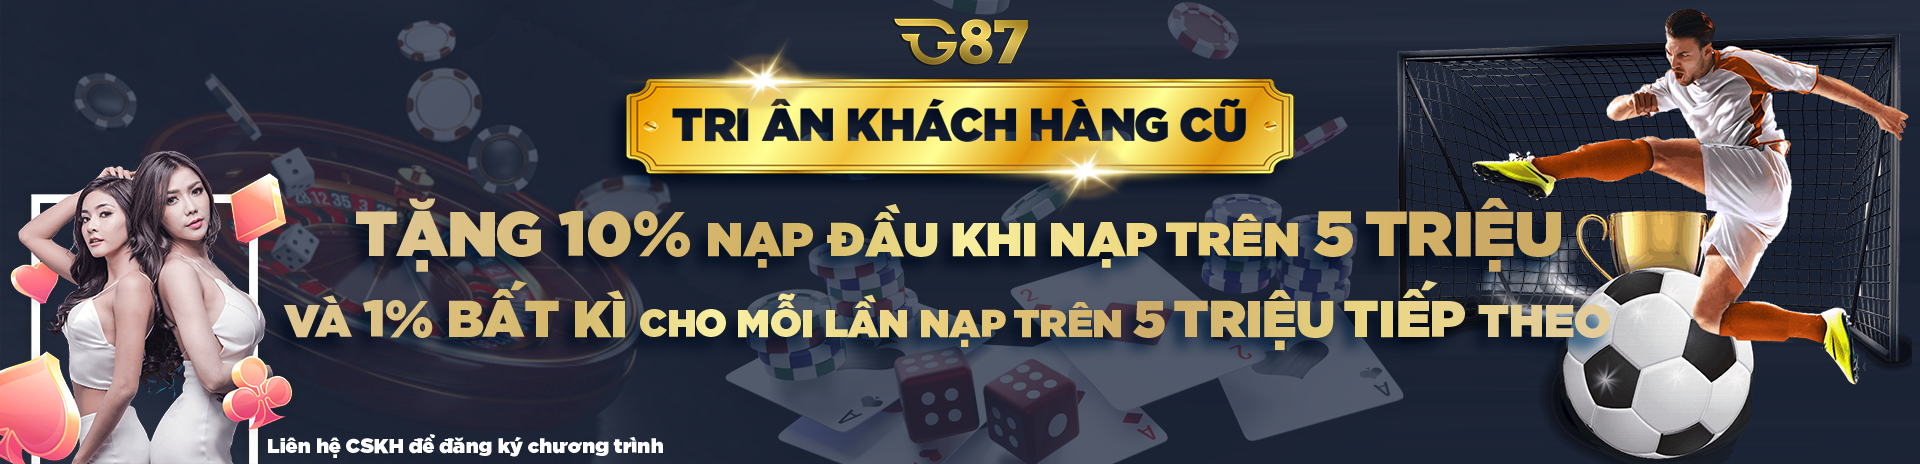 G87
TRI ÂN KHÁCH HÀNG CŨ
TẶNG 10% NẠP ĐẦU KHI NẠP TRÊN 5 TRIỆU
VÀ 1% BẤT KÌ CHO MỖI LẦN NẠP TRÊN 5 TRIỆU TIẾP THEO
Liên hệ CSKH để đăng ký chương trình